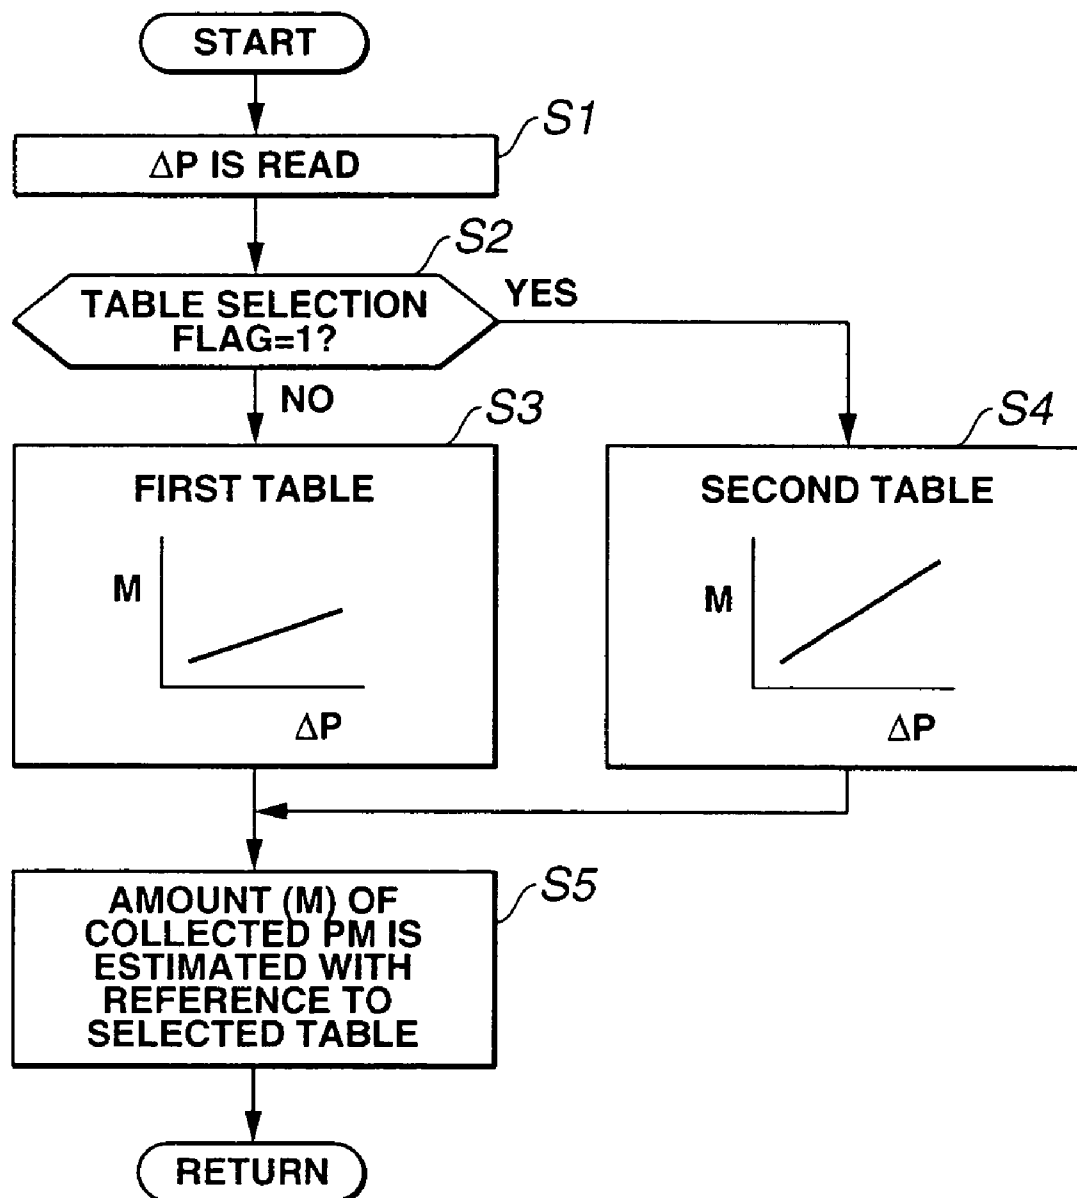 START
S1
ΔP IS READ
S2
TABLE SELECTION
FLAG=1?
YES
NO
S3
FIRST TABLE
M
ΔP
S4
SECOND TABLE
M
ΔP
S5
AMOUNT (M) OF
COLLECTED PM IS
ESTIMATED WITH
REFERENCE TO
SELECTED TABLE
RETURN